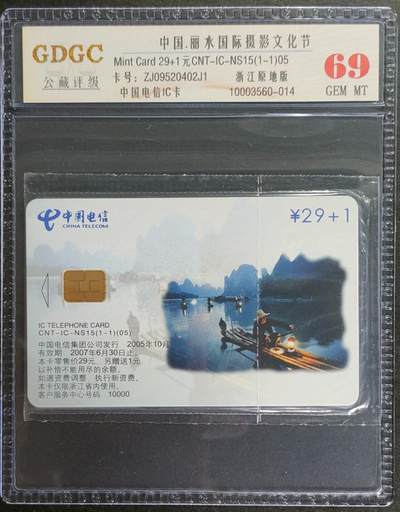 GDGC
公藏评级
中国.丽水国际摄影文化节
Mint Card 29+1元CNT-IC-NS15(1-1)05
卡号：ZJ09520402J1 浙江原地版
中国电信IC卡 10003560-014
69
GEM MT
中国电信
CHINA TELECOM
¥29+1
IC TELEPHONE CARD
CNT-IC-NS15(1-1)(05)
中国电信集团公司发行 2005年10月
有效期 2007年6月30日止
本卡零售价29元，另赠送1元，
以补偿不能用尽的余额。
如遇资费调整，执行新资费。
本卡仅限浙江省内使用。
客户服务中心号码 10000